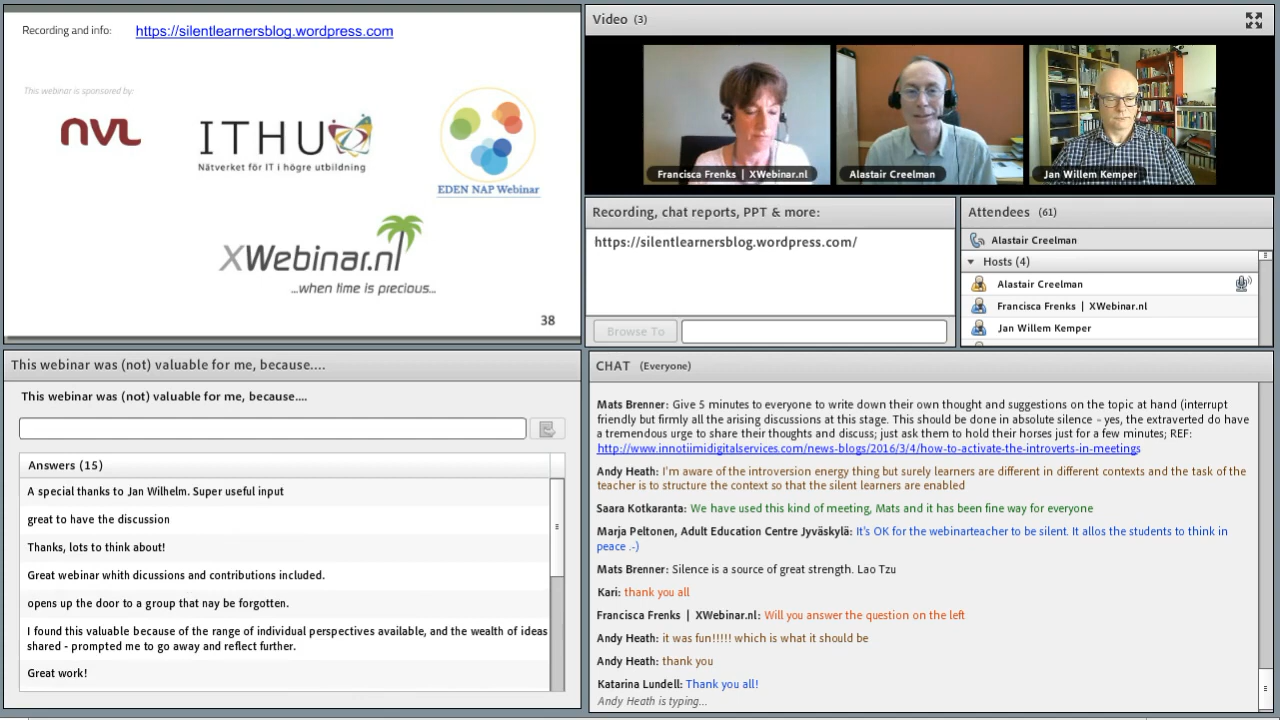 Recording and info: https://silentlearnersblog.wordpress.com
This webinar is sponsored by:
nvl
ITHU
Nätverket för IT i högre utbildning
EDEN NAP Webinar
XWebinar.nl
...when time is precious...
38
Video (3)
Francisca Frenks | XWebinar.nl
Alastair Creelman
Jan Willem Kemper
Recording, chat reports, PPT & more:
https://silentlearnersblog.wordpress.com/
Browse To
Attendees (61)
Alastair Creelman
Hosts (4)
Alastair Creelman
Francisca Frenks | XWebinar.nl
Jan Willem Kemper
This webinar was (not) valuable for me, because....
This webinar was (not) valuable for me, because....
Answers (15)
A special thanks to Jan Wilhelm. Super useful input
great to have the discussion
Thanks, lots to think about!
Great webinar whith dicussions and contributions included.
opens up the door to a group that nay be forgotten.
I found this valuable because of the range of individual perspectives available, and the wealth of ideas
shared - prompted me to go away and reflect further.
Great work!
CHAT (Everyone)
Mats Brenner: Give 5 minutes to everyone to write down their own thought and suggestions on the topic at hand (interrupt
friendly but firmly all the arising discussions at this stage. This should be done in absolute silence - yes, the extraverted do have
a tremendous urge to share their thoughts and discuss; just ask them to hold their horses just for a few minutes; REF:
http://www.innotiimidigitalservices.com/news-blogs/2016/3/4/how-to-activate-the-introverts-in-meetings
Andy Heath: I'm aware of the introversion energy thing but surely learners are different in different contexts and the task of the
teacher is to structure the context so that the silent learners are enabled
Saara Kotkaranta: We have used this kind of meeting, Mats and it has been fine way for everyone
Marja Peltonen, Adult Education Centre Jyväskylä: It's OK for the webinarteacher to be silent. It allos the students to think in
peace .-)
Mats Brenner: Silence is a source of great strength. Lao Tzu
Kari: thank you all
Francisca Frenks | XWebinar.nl: Will you answer the question on the left
Andy Heath: it was fun!!!!! which is what it should be
Andy Heath: thank you
Katarina Lundell: Thank you all!
Andy Heath is typing...